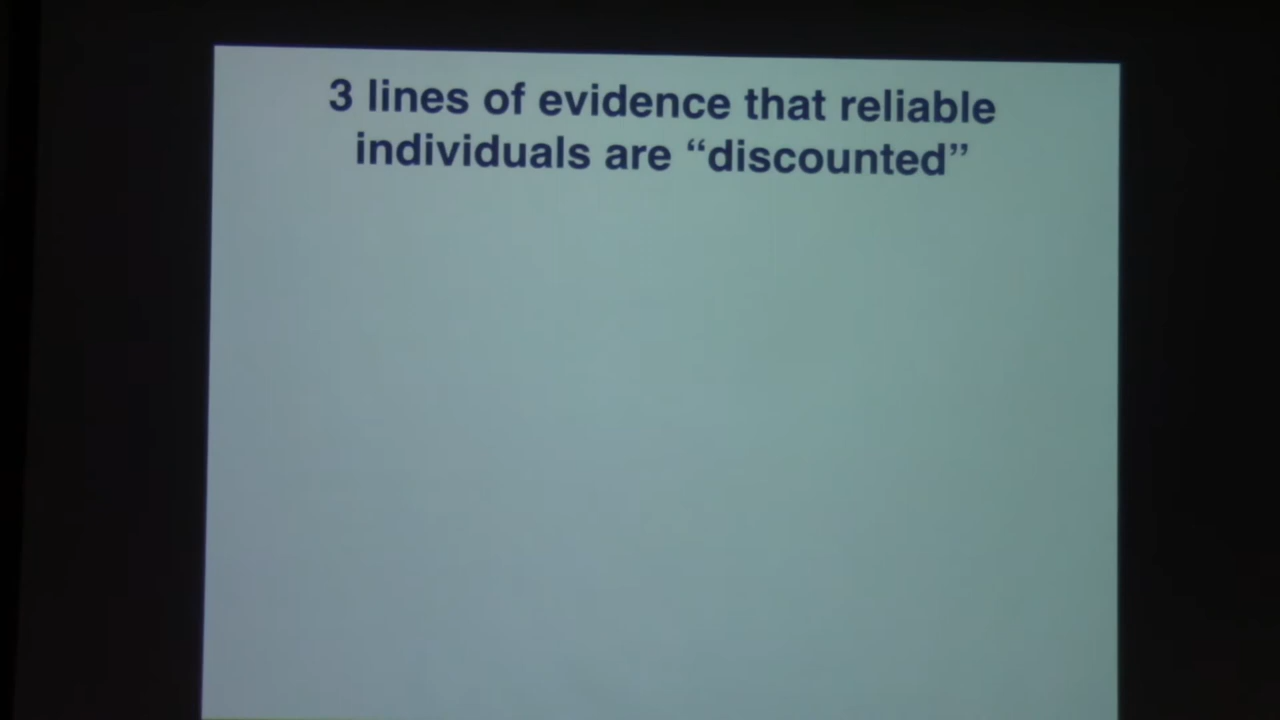 3 lines of evidence that reliable
individuals are “discounted”